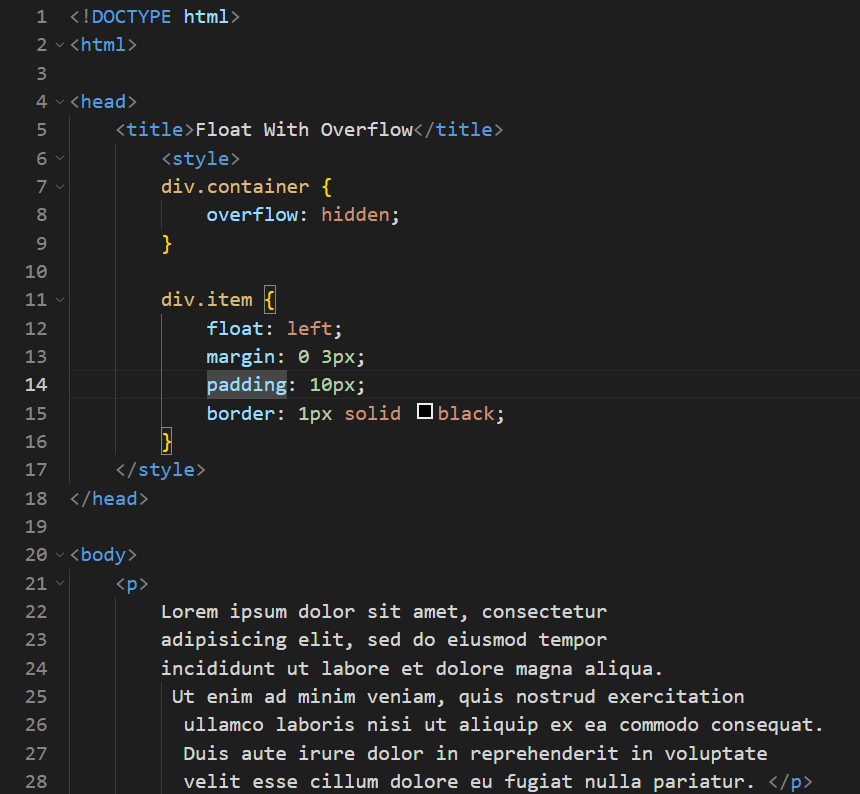 1 <!DOCTYPE html>
2 <html>
3
4 <head>
5     <title>Float With Overflow</title>
6         <style>
7         div.container {
8             overflow: hidden;
9         }
10
11         div.item {
12             float: left;
13             margin: 0 3px;
14             padding: 10px;
15             border: 1px solid black;
16         }
17     </style>
18 </head>
19
20 <body>
21     <p>
22         Lorem ipsum dolor sit amet, consectetur
23         adipisicing elit, sed do eiusmod tempor
24         incididunt ut labore et dolore magna aliqua.
25          Ut enim ad minim veniam, quis nostrud exercitation
26           ullamco laboris nisi ut aliquip ex ea commodo consequat.
27           Duis aute irure dolor in reprehenderit in voluptate
28           velit esse cillum dolore eu fugiat nulla pariatur. </p>